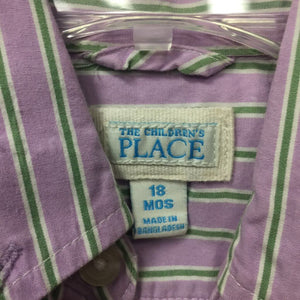 THE CHILDREN'S
PLACE
18
MOS
MADE IN
BANGLADESH